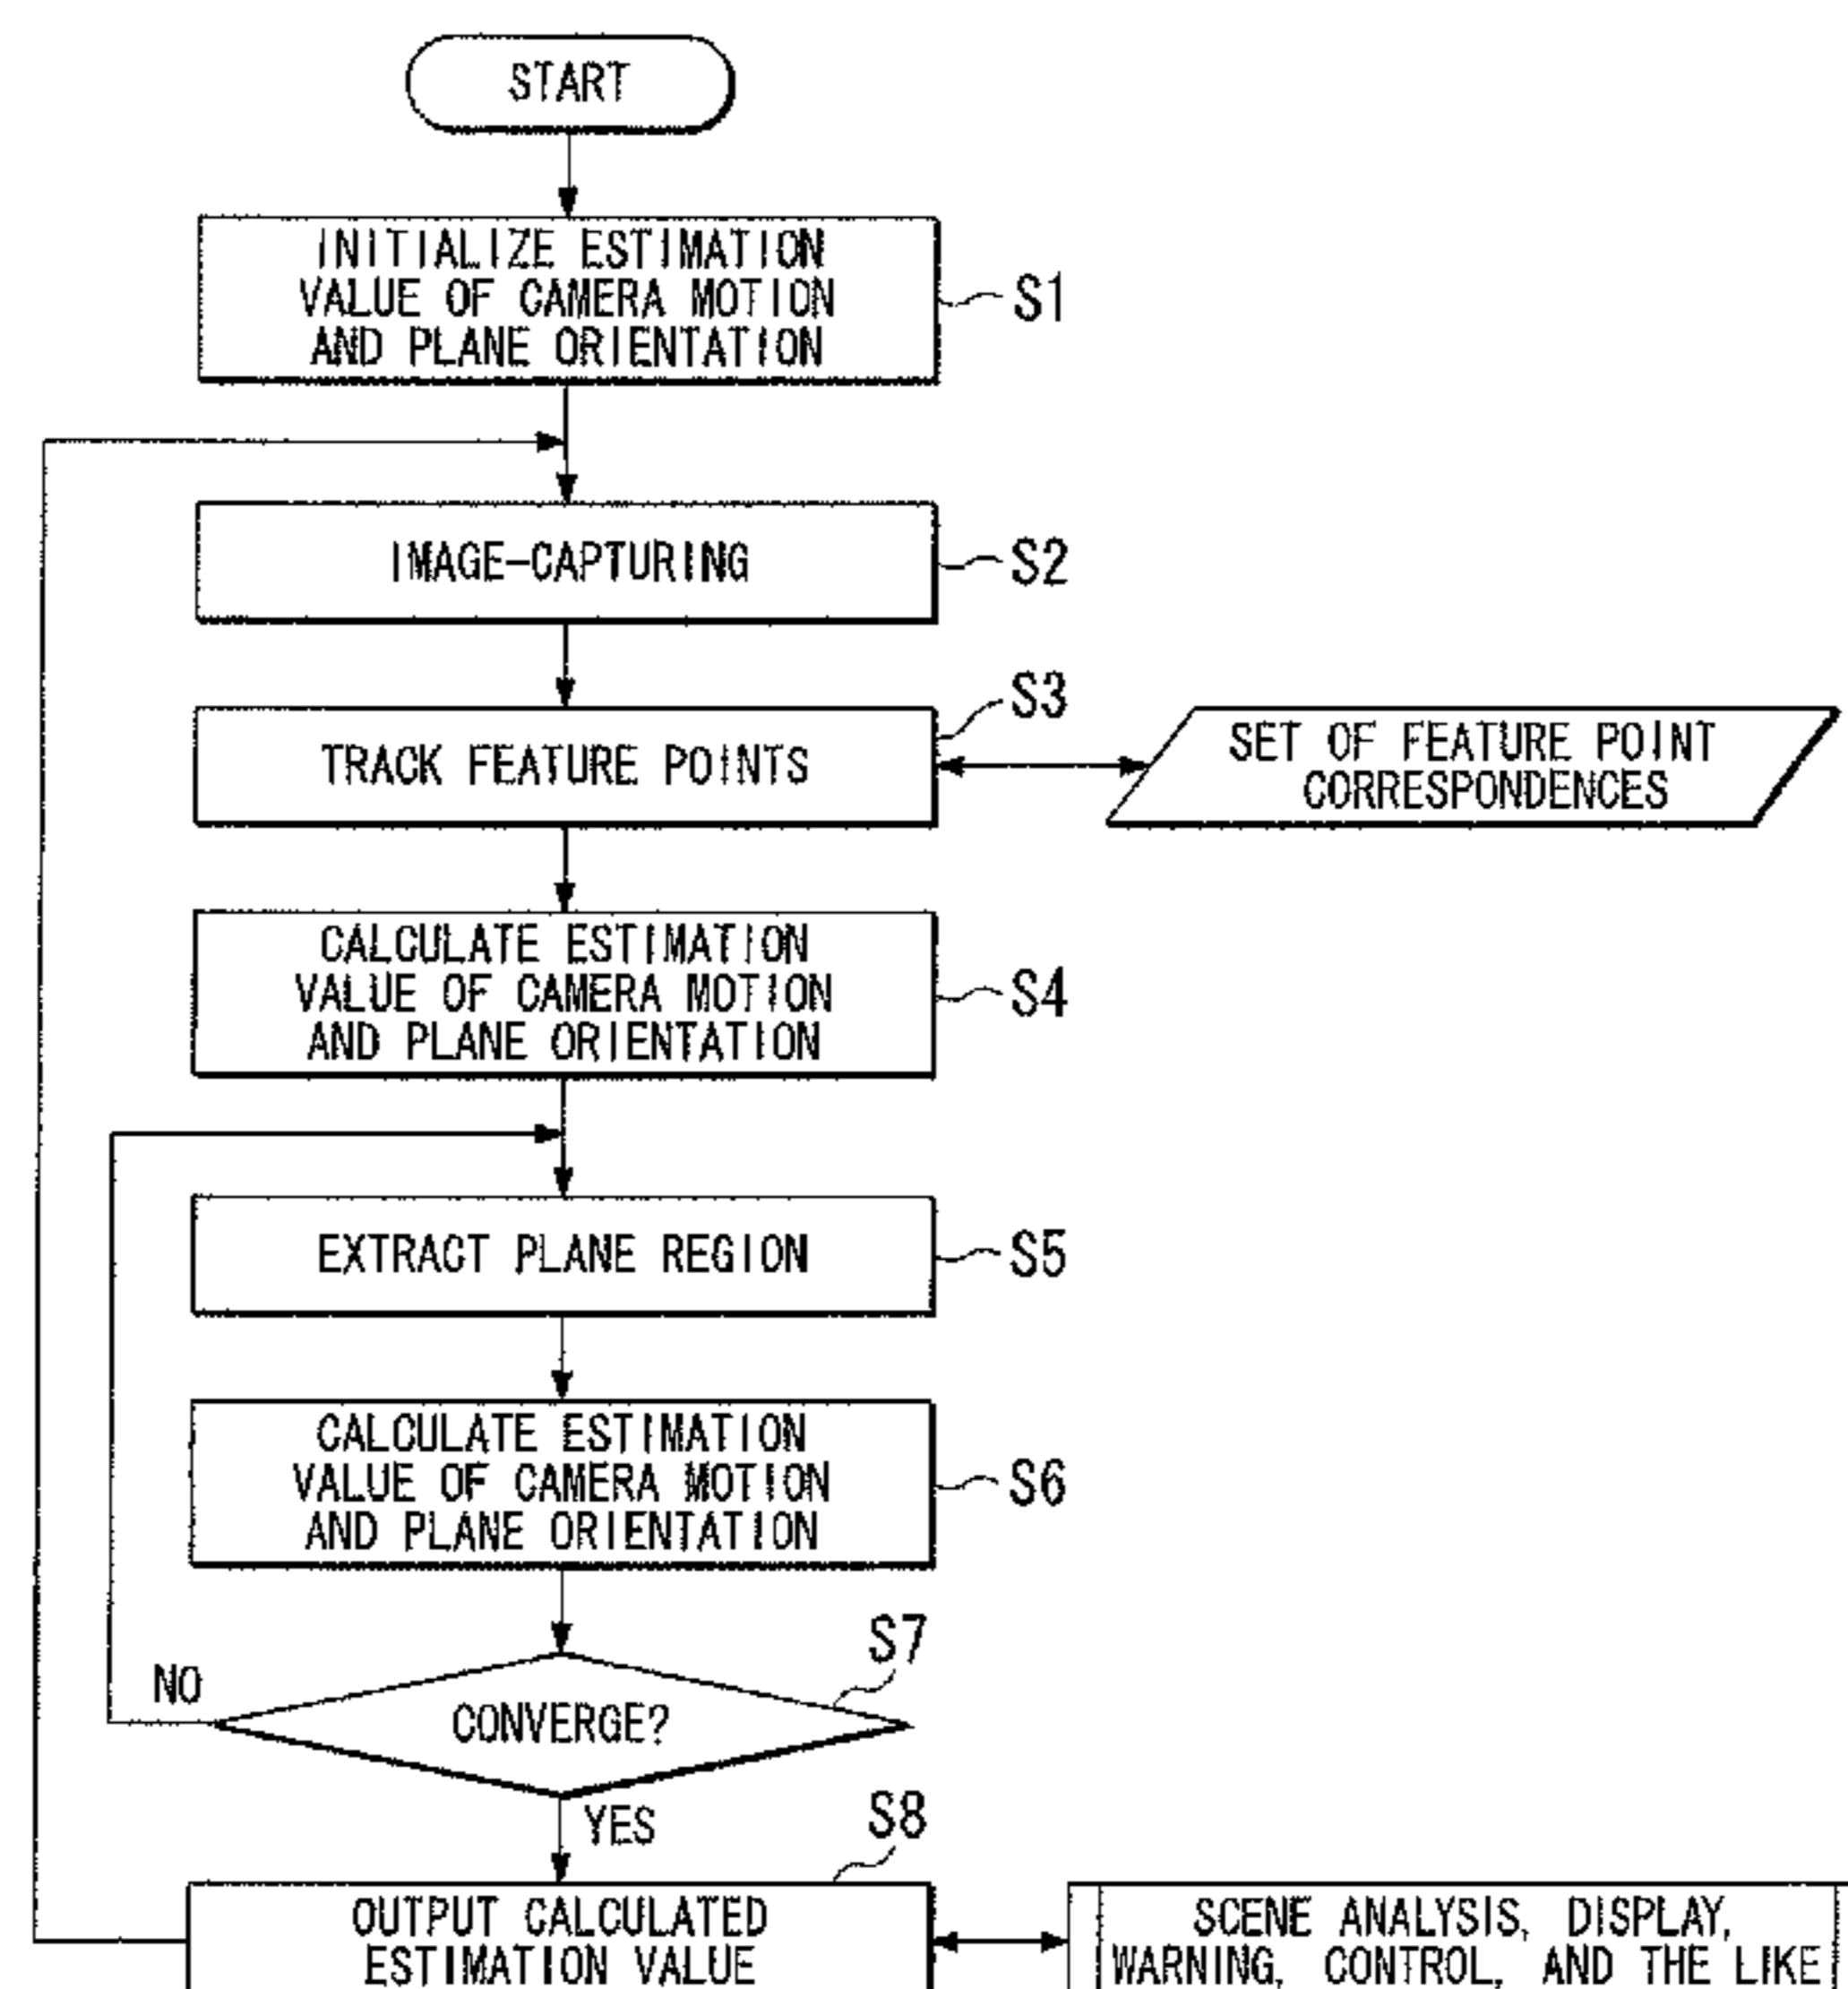 START
INITIALIZE ESTIMATION
VALUE OF CAMERA MOTION
AND PLANE ORIENTATION
S1
IMAGE-CAPTURING
S2
S3
TRACK FEATURE POINTS
SET OF FEATURE POINT
CORRESPONDENCES
CALCULATE ESTIMATION
VALUE OF CAMERA MOTION
AND PLANE ORIENTATION
S4
EXTRACT PLANE REGION
S5
CALCULATE ESTIMATION
VALUE OF CAMERA MOTION
AND PLANE ORIENTATION
S6
S7
NO
CONVERGE?
YES
S8
OUTPUT CALCULATED
ESTIMATION VALUE
SCENE ANALYSIS, DISPLAY,
WARNING, CONTROL, AND THE LIKE